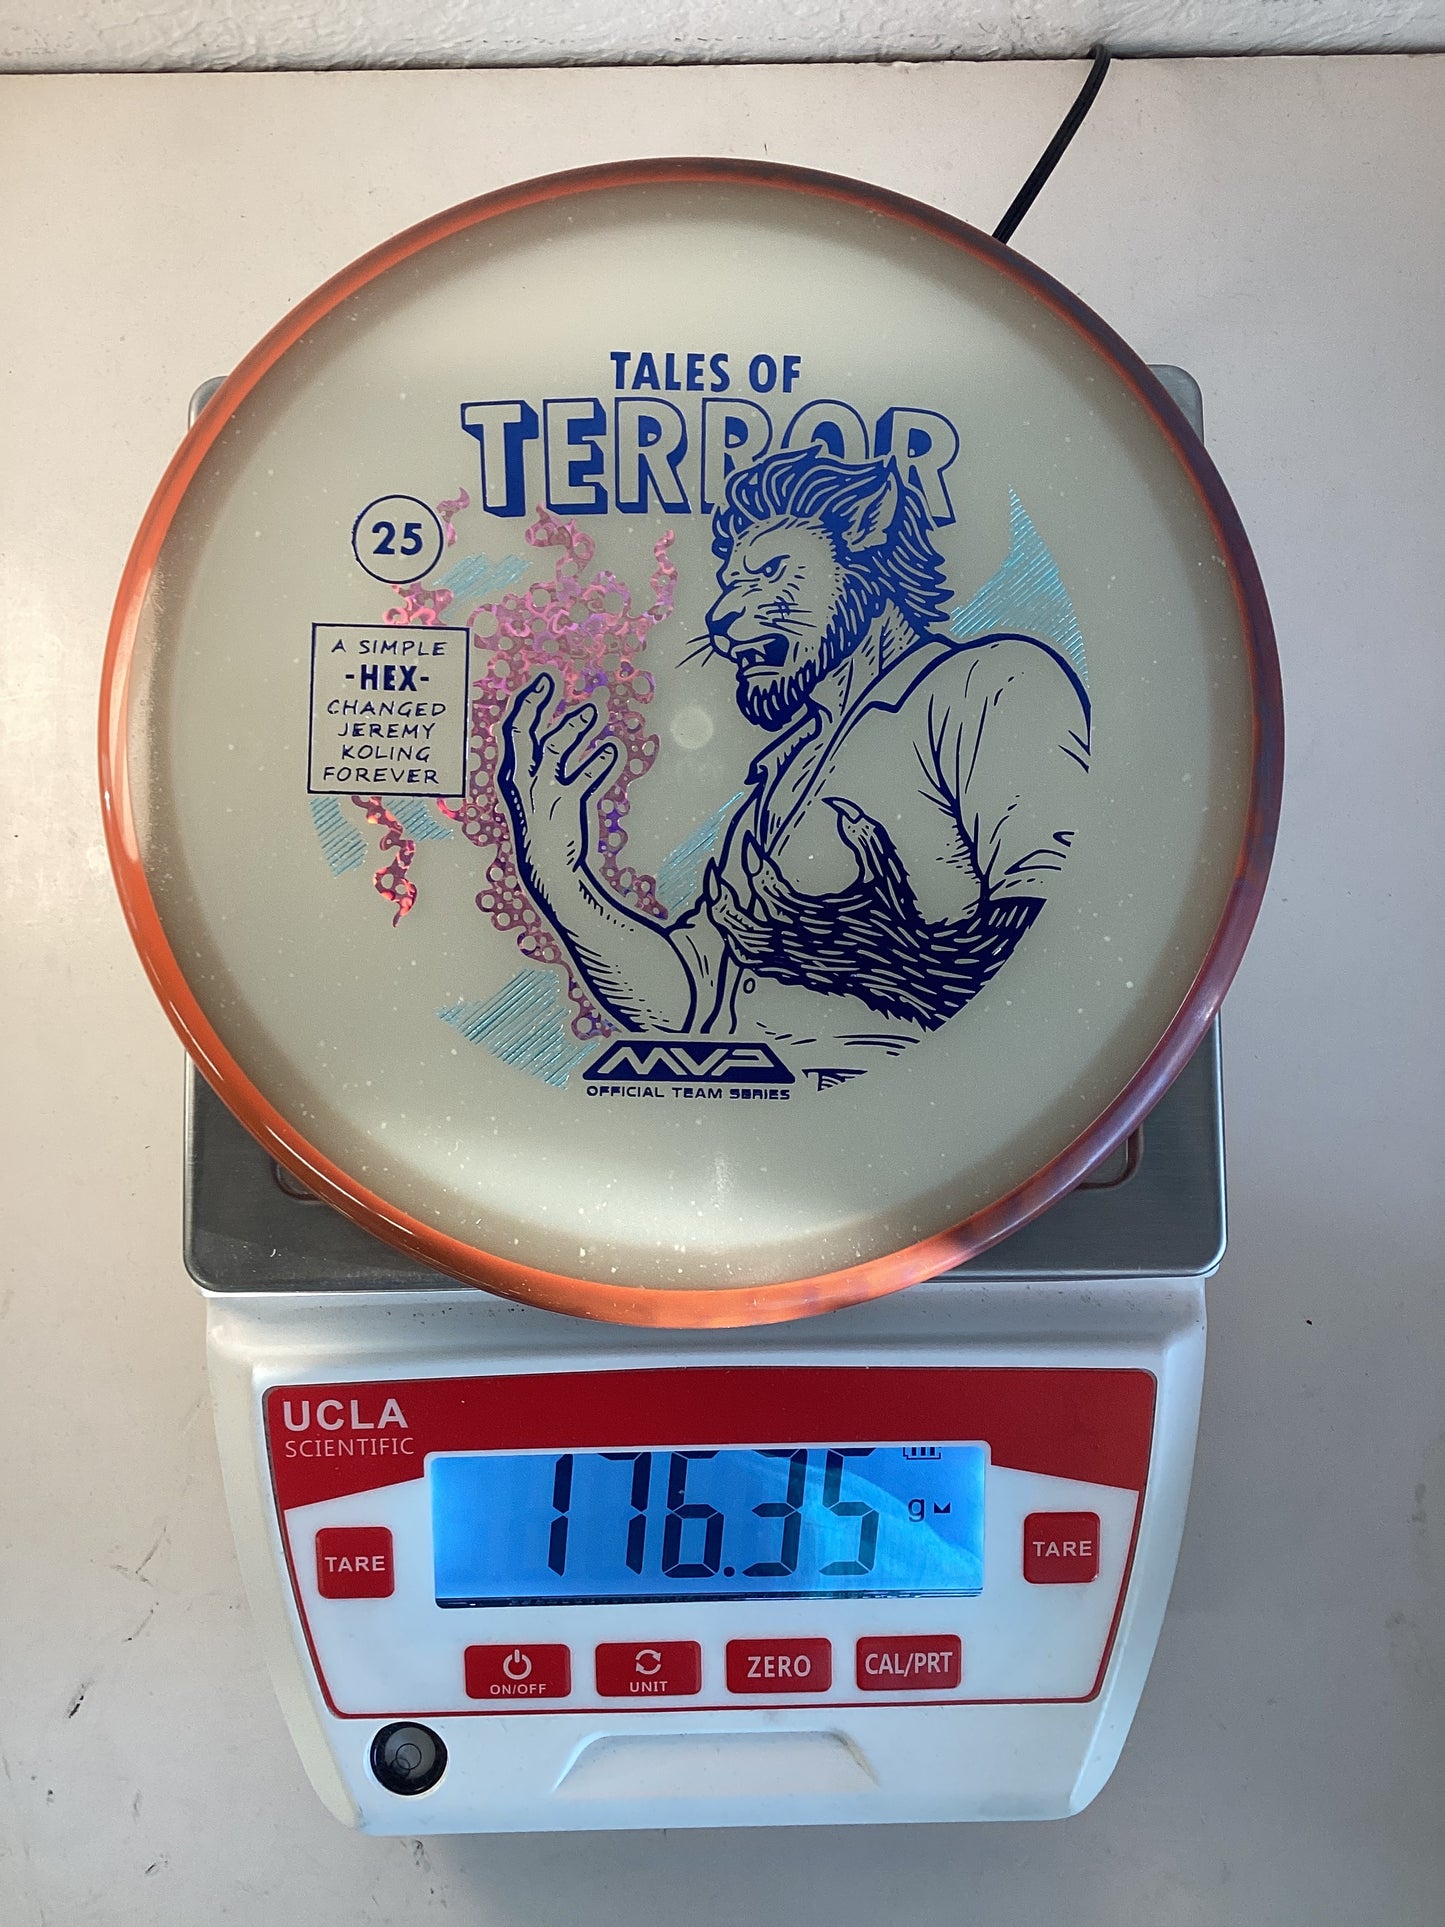 TALES OF
TERROR
25
A SIMPLE
-HEX-
CHANGED
JEREMY
KOLING
FOREVER
MVP
OFFICIAL TEAM SERIES
UCLA
SCIENTIFIC
176.35
g
TARE
TARE
ON/OFF
UNIT
ZERO
CAL/PRT